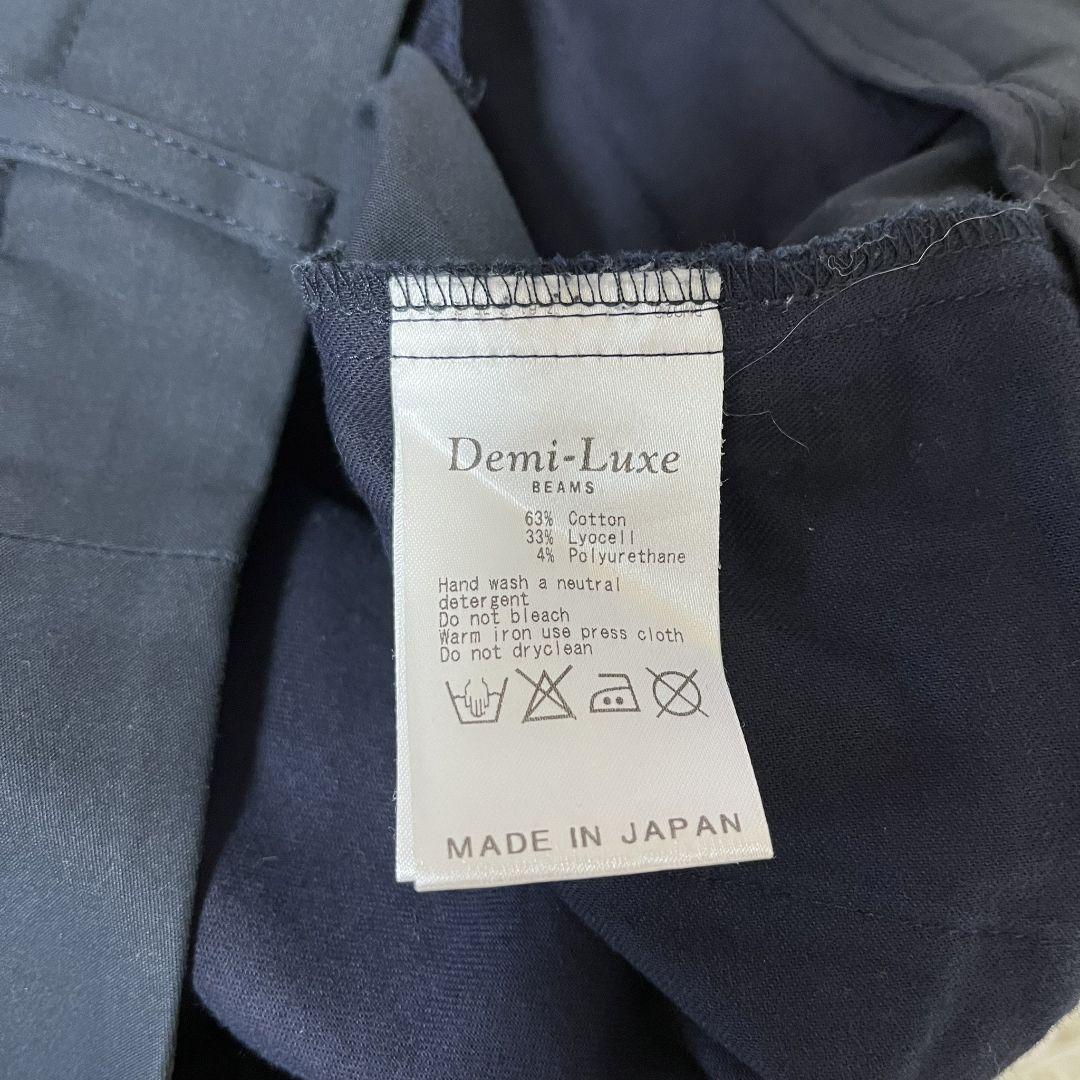 Demi-Luxe
BEAMS
63% Cotton
33% Lyocell
4% Polyurethane
Hand wash a neutral
detergent
Do not bleach
Warm iron use press cloth
Do not dryclean
MADE IN JAPAN